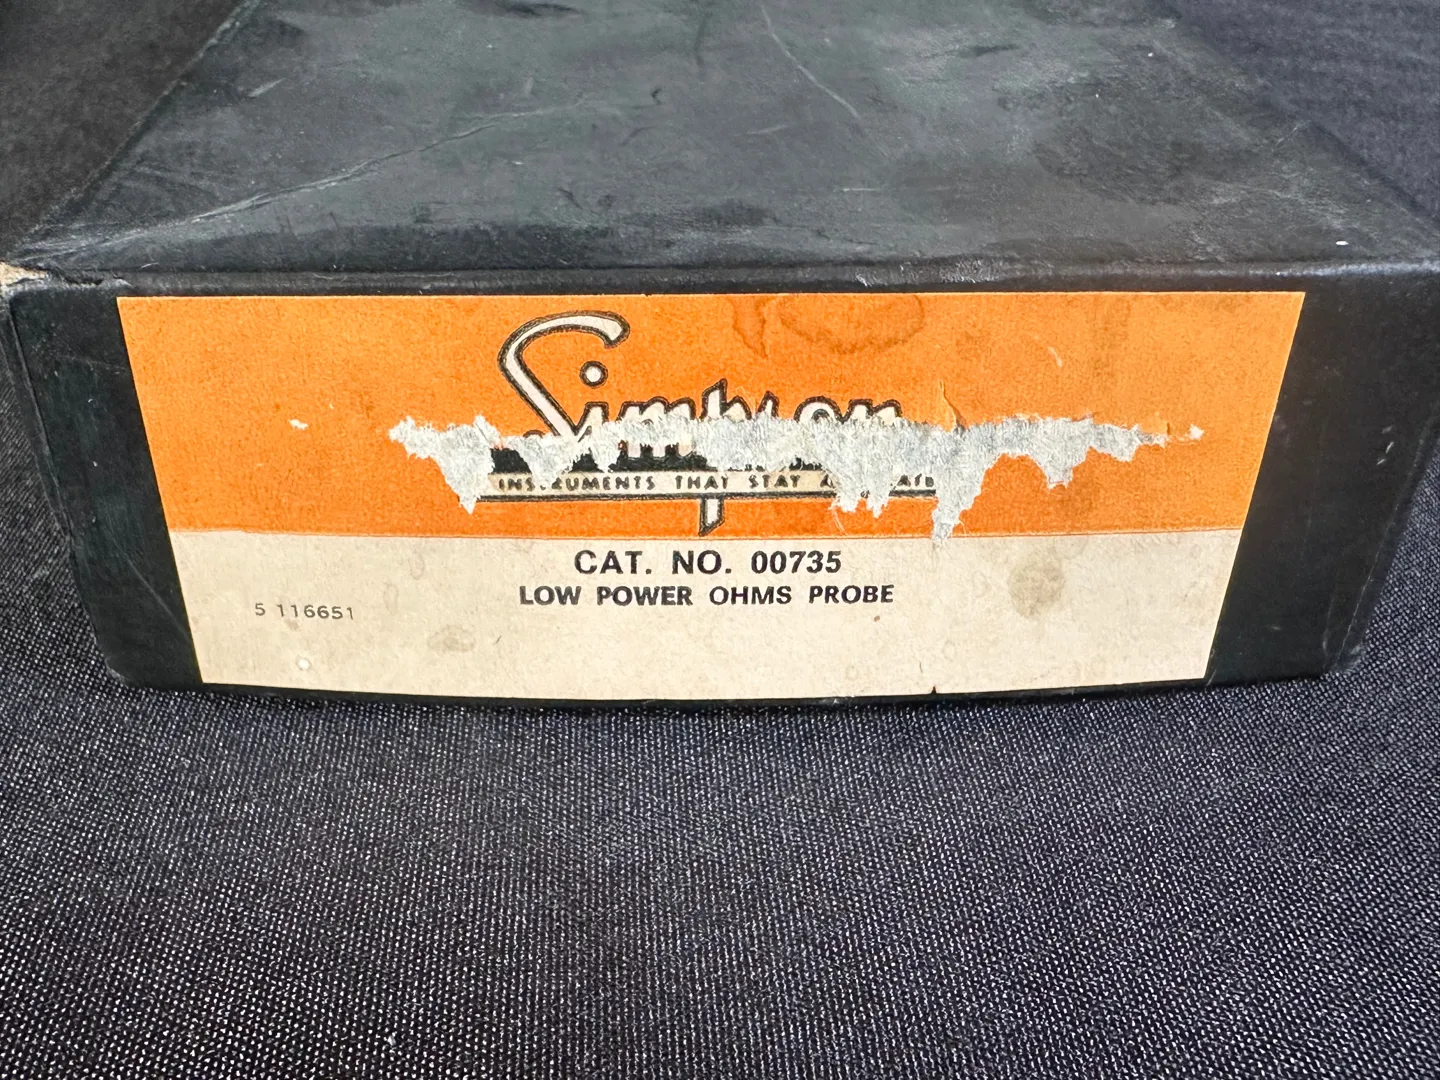 Simpson
INSTRUMENTS THAT STAY
CAT. NO. 00735
LOW POWER OHMS PROBE
5 116651